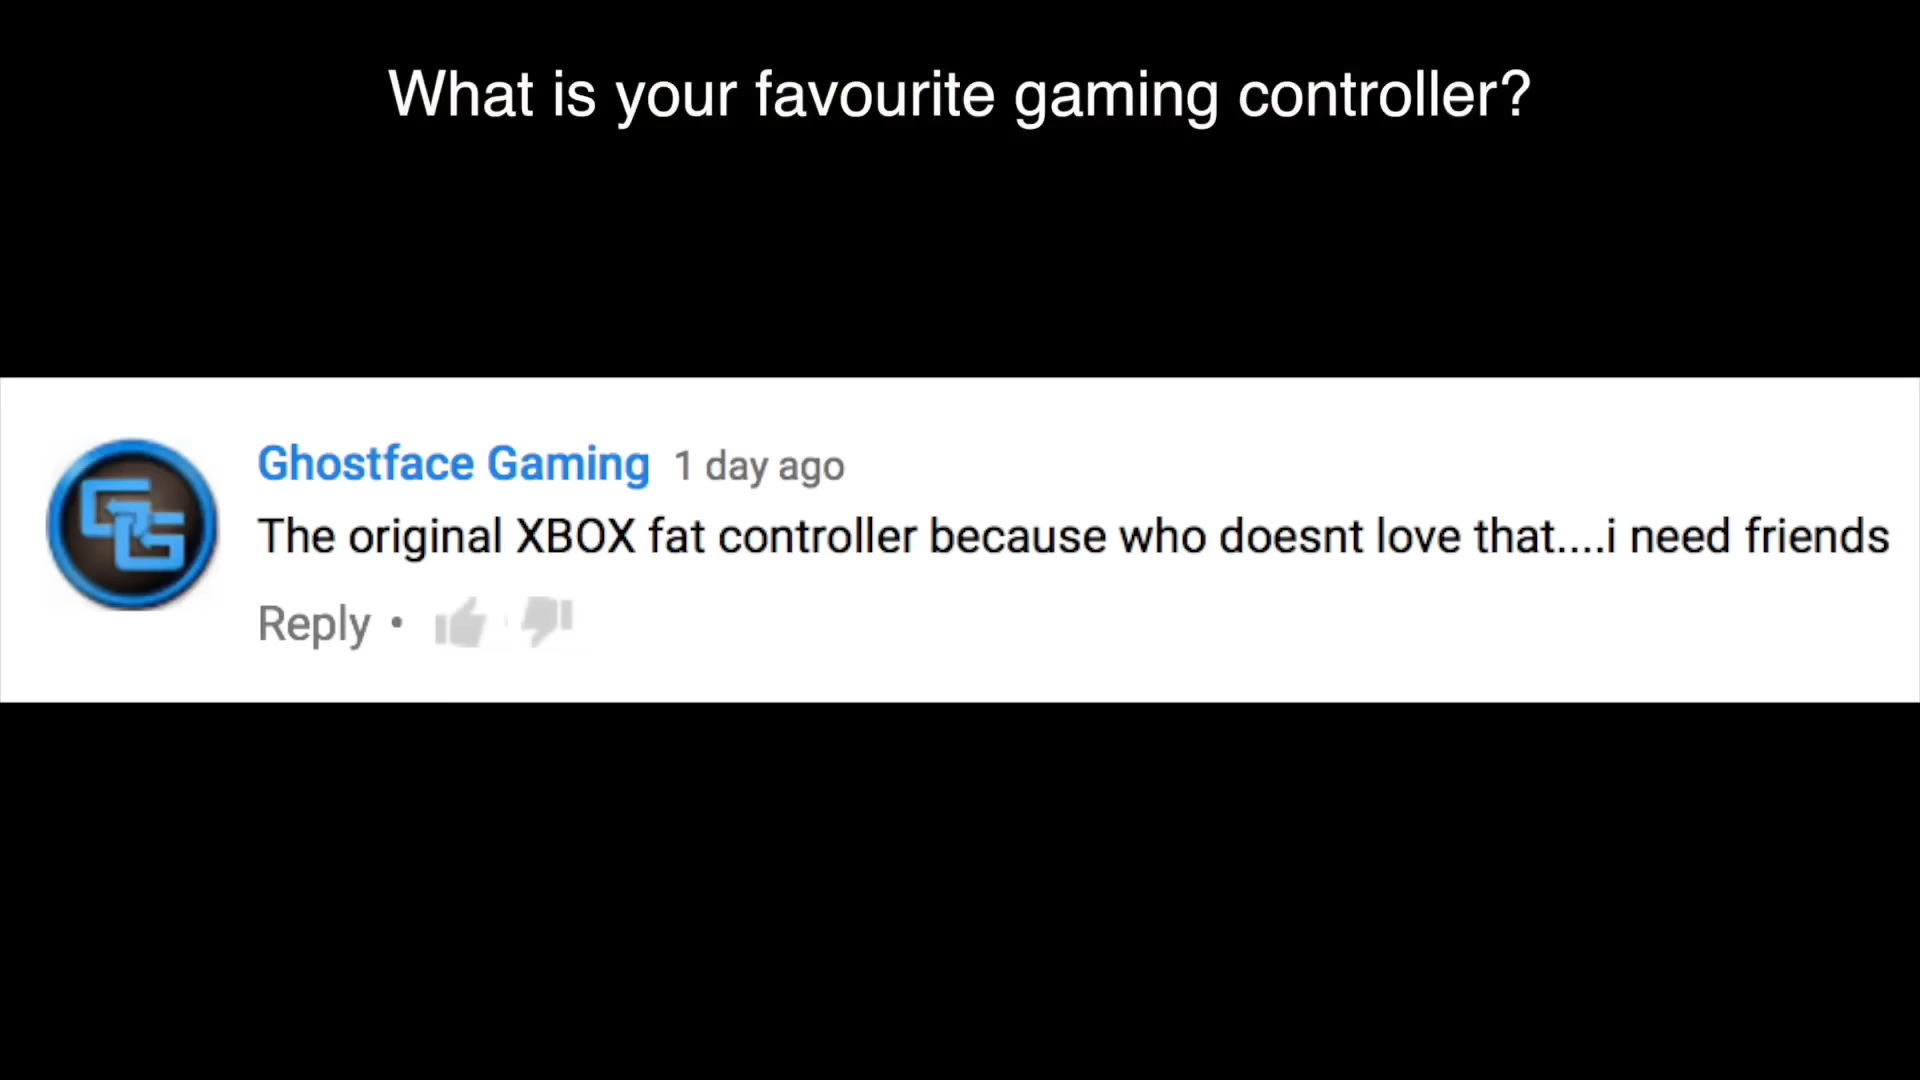 What is your favourite gaming controller?
Ghostface Gaming 1 day ago
GG
The original XBOX fat controller because who doesnt love that....i need friends
Reply •